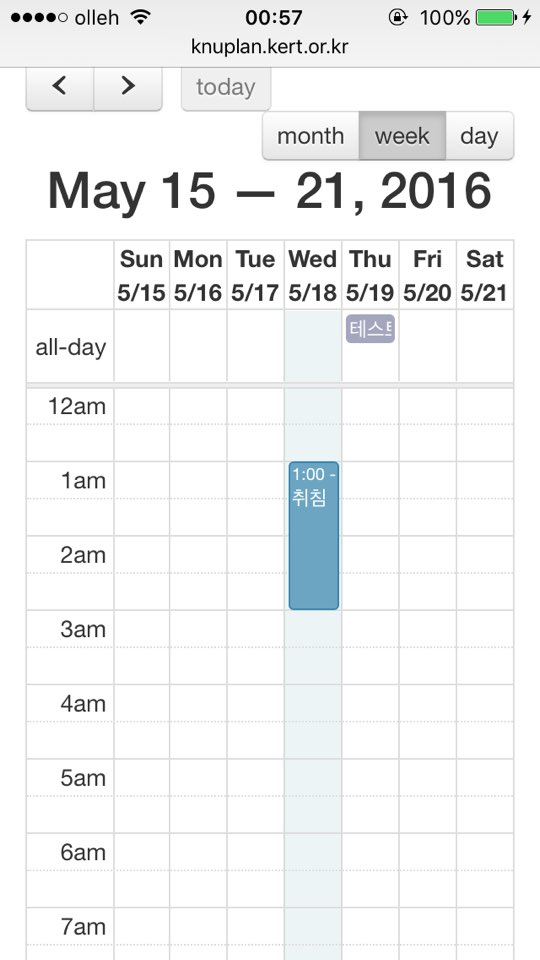 olleh 00:57 100%
knuplan.kert.or.kr
< > today
month week day
May 15 — 21, 2016
Sun Mon Tue Wed Thu Fri Sat
5/15 5/16 5/17 5/18 5/19 5/20 5/21
all-day
12am
1am
1:00 -
취침
2am
3am
4am
5am
6am
7am